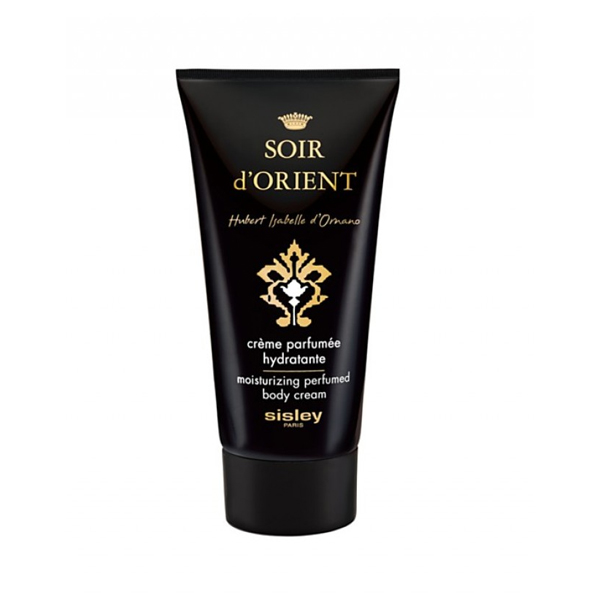 SOIR
d'ORIENT
Hubert Isabelle d'Ornano
crème parfumée
hydratante
moisturizing perfumed
body cream
sisley
PARIS